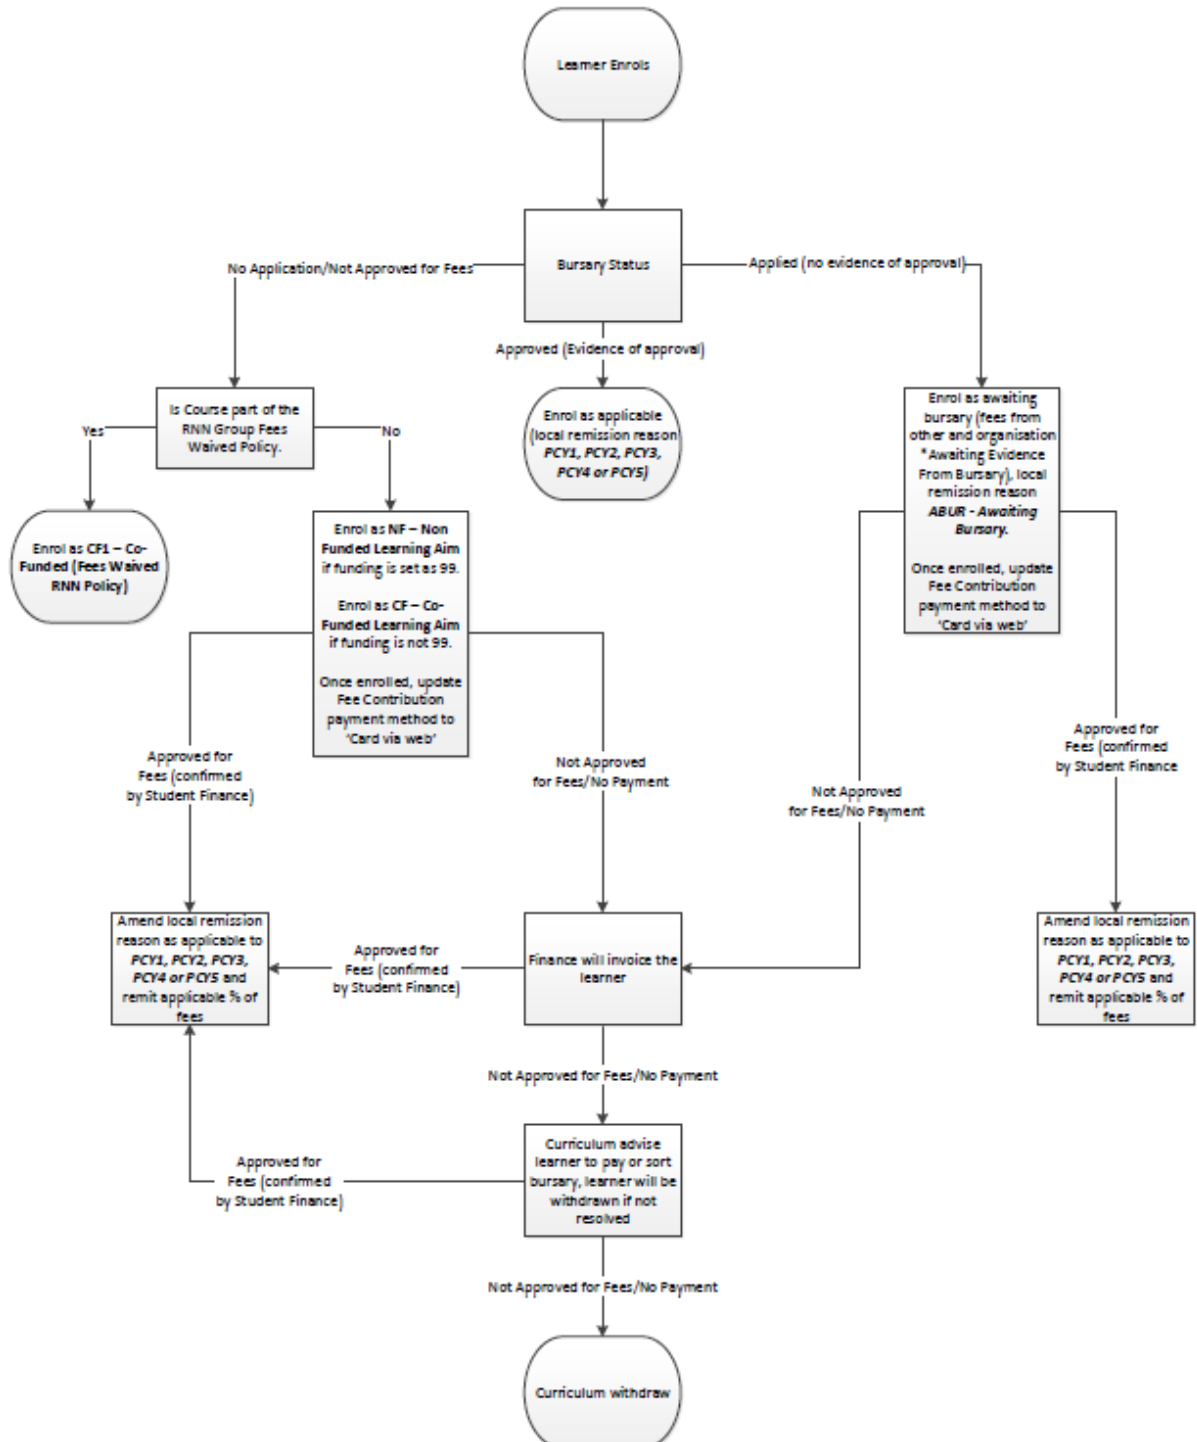 Learner Enrols
Bursary Status
No Application/Not Approved for Fees
Applied (no evidence of approval)
Approved (Evidence of approval)
Is Course part of the
RNN Group Fees
Waived Policy.
Yes
No
Enrol as applicable
(local remission reason
PCY1, PCY2, PCY3,
PCY4 or PCY5)
Enrol as awaiting
bursary (fees from
other and organisation
*Awaiting Evidence
From Bursary), local
remission reason
ABUR - Awaiting
Bursary.
Once enrolled, update
Fee Contribution
payment method to
‘Card via web’
Enrol as CF1 – Co-
Funded (Fees Waived
RNN Policy)
Enrol as NF – Non
Funded Learning Aim
if funding is set as 99.
Enrol as CF – Co-
Funded Learning Aim
if funding is not 99.
Once enrolled, update
Fee Contribution
payment method to
‘Card via web’
Approved for
Fees (confirmed
by Student Finance)
Not Approved
for Fees/No Payment
Not Approved
for Fees/No Payment
Approved for
Fees (confirmed
by Student Finance
Amend local remission
reason as applicable to
PCY1, PCY2, PCY3,
PCY4 or PCY5 and
remit applicable % of
fees
Approved for
Fees (confirmed
by Student Finance)
Finance will invoice the
learner
Amend local remission
reason as applicable to
PCY1, PCY2, PCY3,
PCY4 or PCY5 and
remit applicable % of
fees
Not Approved for Fees/No Payment
Approved for
Fees (confirmed
by Student Finance)
Curriculum advise
learner to pay or sort
bursary, learner will be
withdrawn if not
resolved
Not Approved for Fees/No Payment
Curriculum withdraw